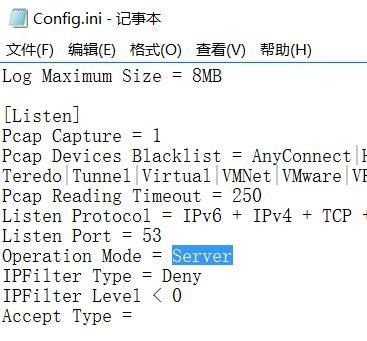 Config.ini - 记事本
文件(F) 编辑(E) 格式(O) 查看(V) 帮助(H)
Log Maximum Size = 8MB
[Listen]
Pcap Capture = 1
Pcap Devices Blacklist = AnyConnect|
Teredo|Tunnel|Virtual|VMNet|VMware|
Pcap Reading Timeout = 250
Listen Protocol = IPv6 + IPv4 + TCP +
Listen Port = 53
Operation Mode = Server
IPFilter Type = Deny
IPFilter Level < 0
Accept Type =